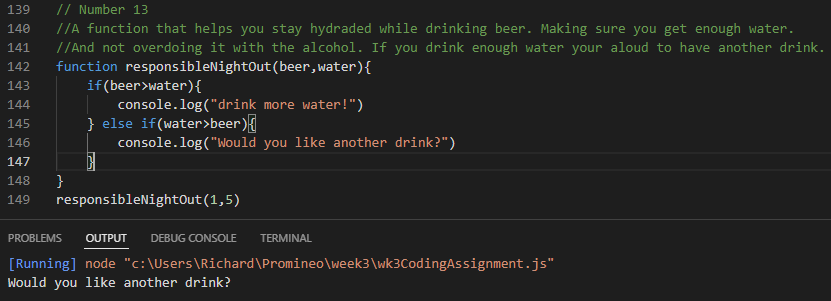 139 // Number 13
140 //A function that helps you stay hydraded while drinking beer. Making sure you get enough water.
141 //And not overdoing it with the alcohol. If you drink enough water your aloud to have another drink.
142 function responsibleNightOut(beer,water){
143     if(beer>water){
144         console.log("drink more water!")
145     } else if(water>beer){
146         console.log("Would you like another drink?")
147     }
148 }
149 responsibleNightOut(1,5)
PROBLEMS OUTPUT DEBUG CONSOLE TERMINAL
[Running] node "c:\Users\Richard\Promineo\week3\wk3CodingAssignment.js"
Would you like another drink?